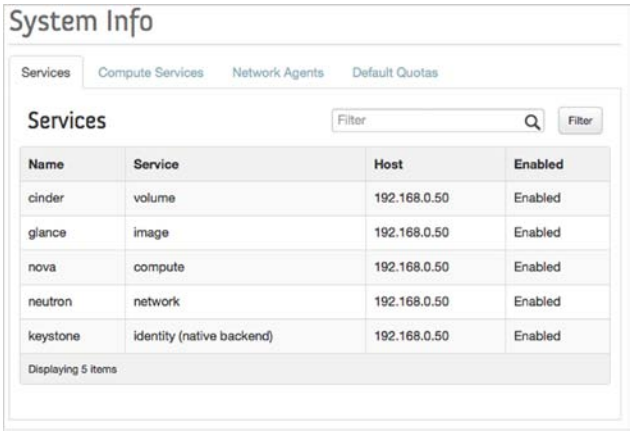 System Info
Services Compute Services Network Agents Default Quotas
Services Filter Filter
Name Service Host Enabled
cinder volume 192.168.0.50 Enabled
glance image 192.168.0.50 Enabled
nova compute 192.168.0.50 Enabled
neutron network 192.168.0.50 Enabled
keystone identity (native backend) 192.168.0.50 Enabled
Displaying 5 items